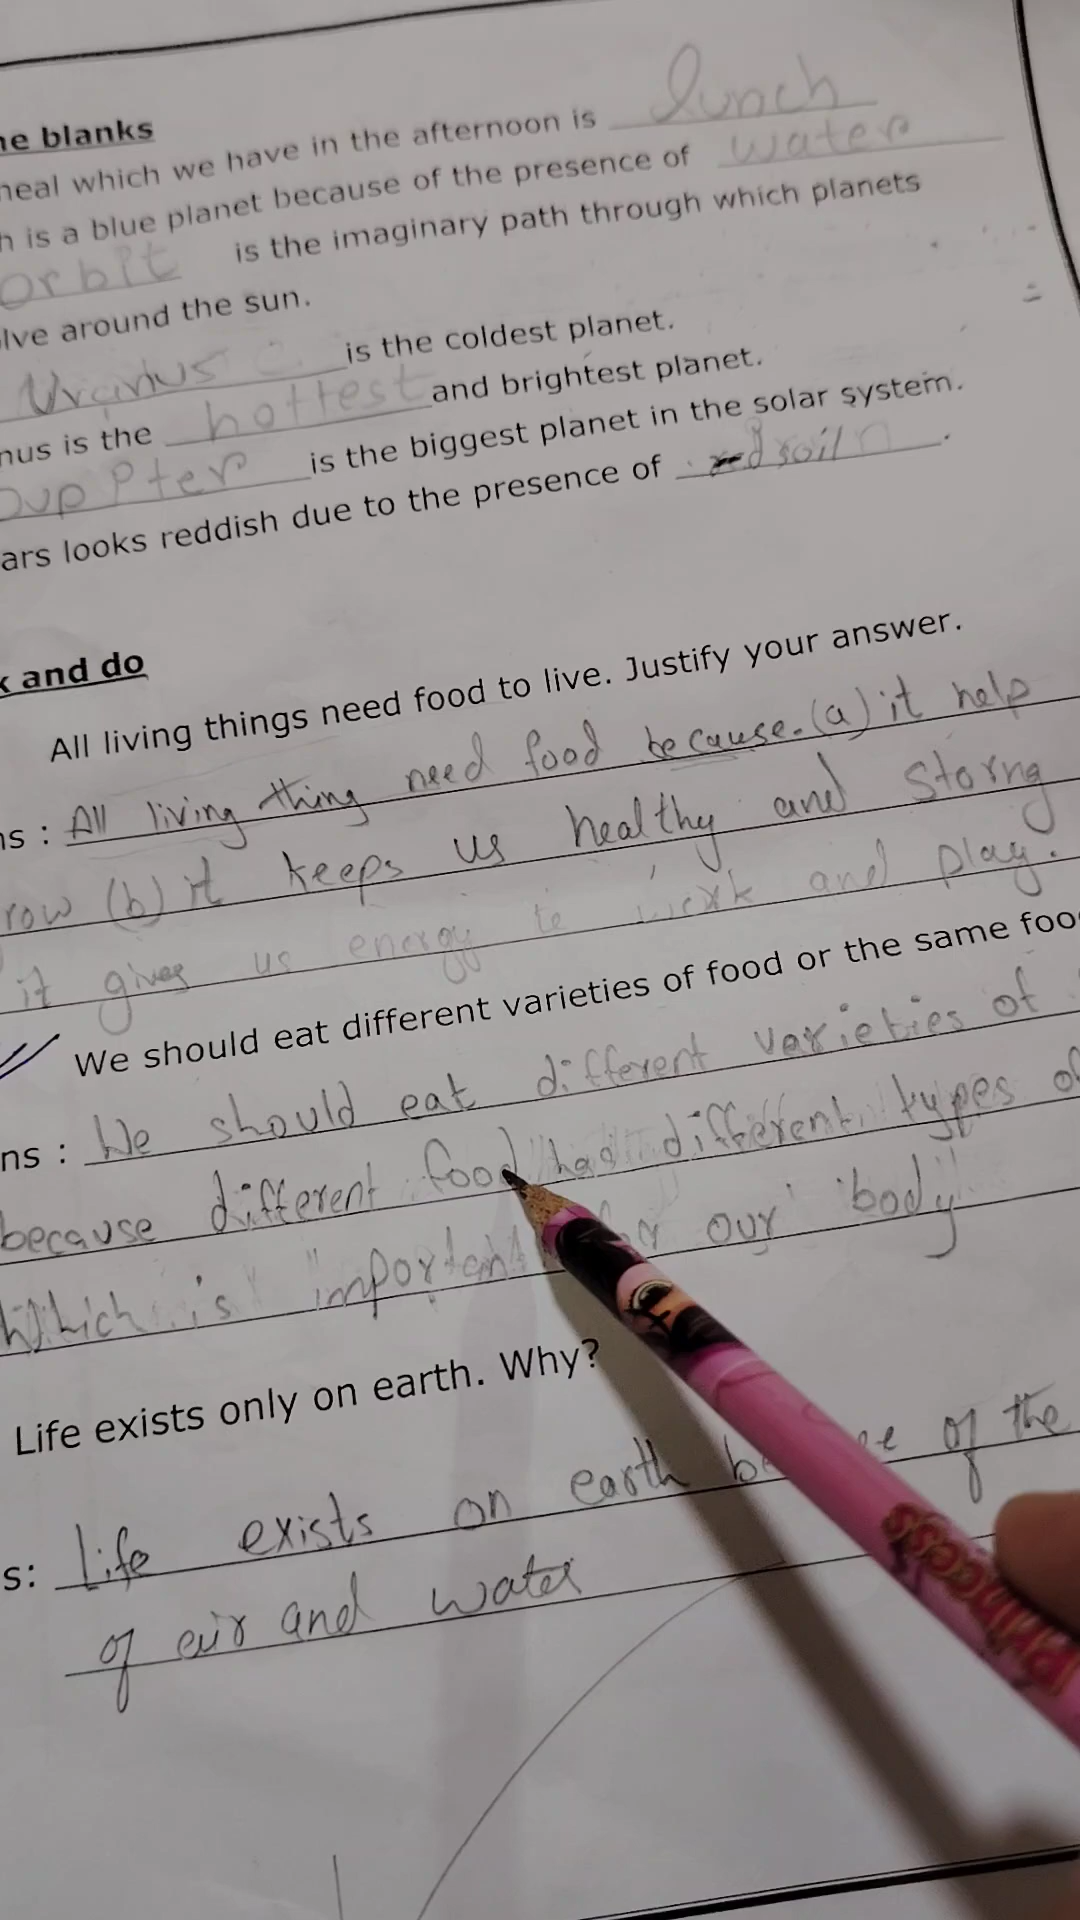 he blanks
neal which we have in the afternoon is lunch
h is a blue planet because of the presence of water
orbit is the imaginary path through which planets
lve around the sun.
Uranus is the coldest planet.
nus is the hottest and brightest planet.
Jupiter is the biggest planet in the solar system.
ars looks reddish due to the presence of red soil .
k and do
All living things need food to live. Justify your answer.
ns : All living thing need food because. (a) it help
row (b) it keeps us healthy and storng
it gives us energy to work and play.
We should eat different varieties of food or the same foo
ns : We should eat different varieties of
because different food has different types of
Which is important for our body
Life exists only on earth. Why?
s: Life exists on earth of the
of air and water
PRINCESS